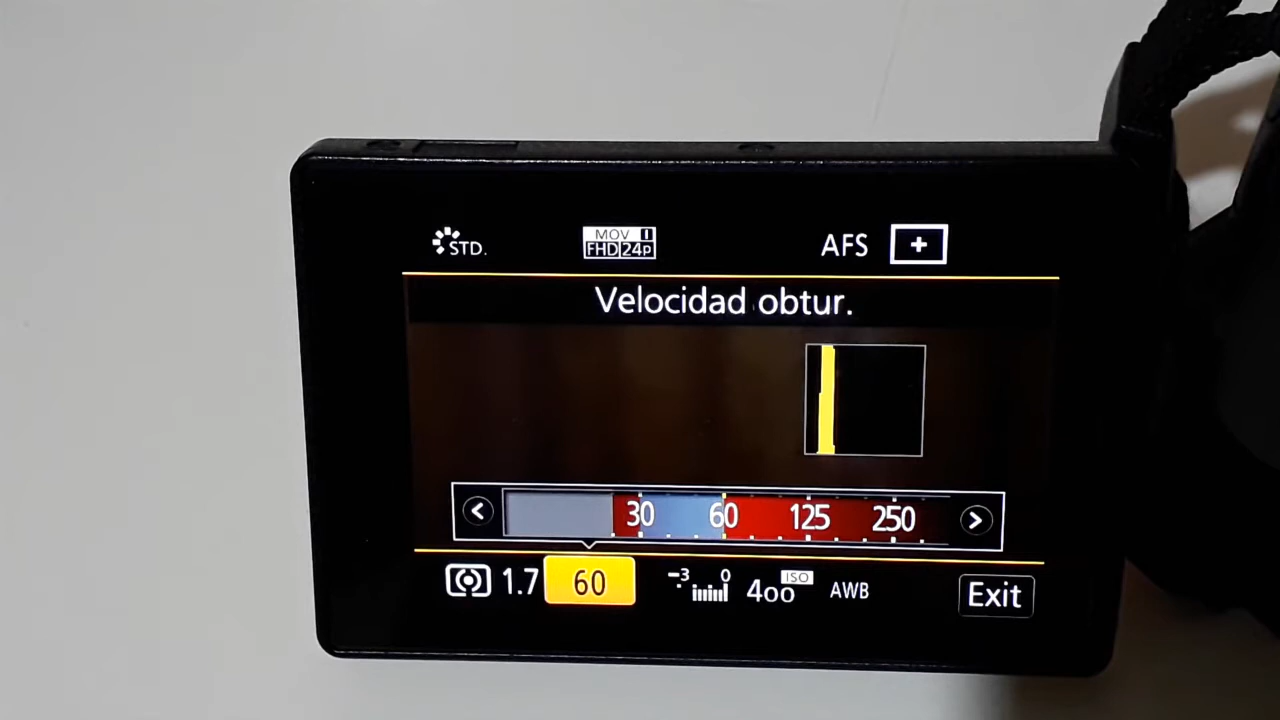 STD.
MOV
FHD 24p
AFS
Velocidad obtur.
30 60 125 250
1.7 60 -3 0 400 ISO AWB Exit